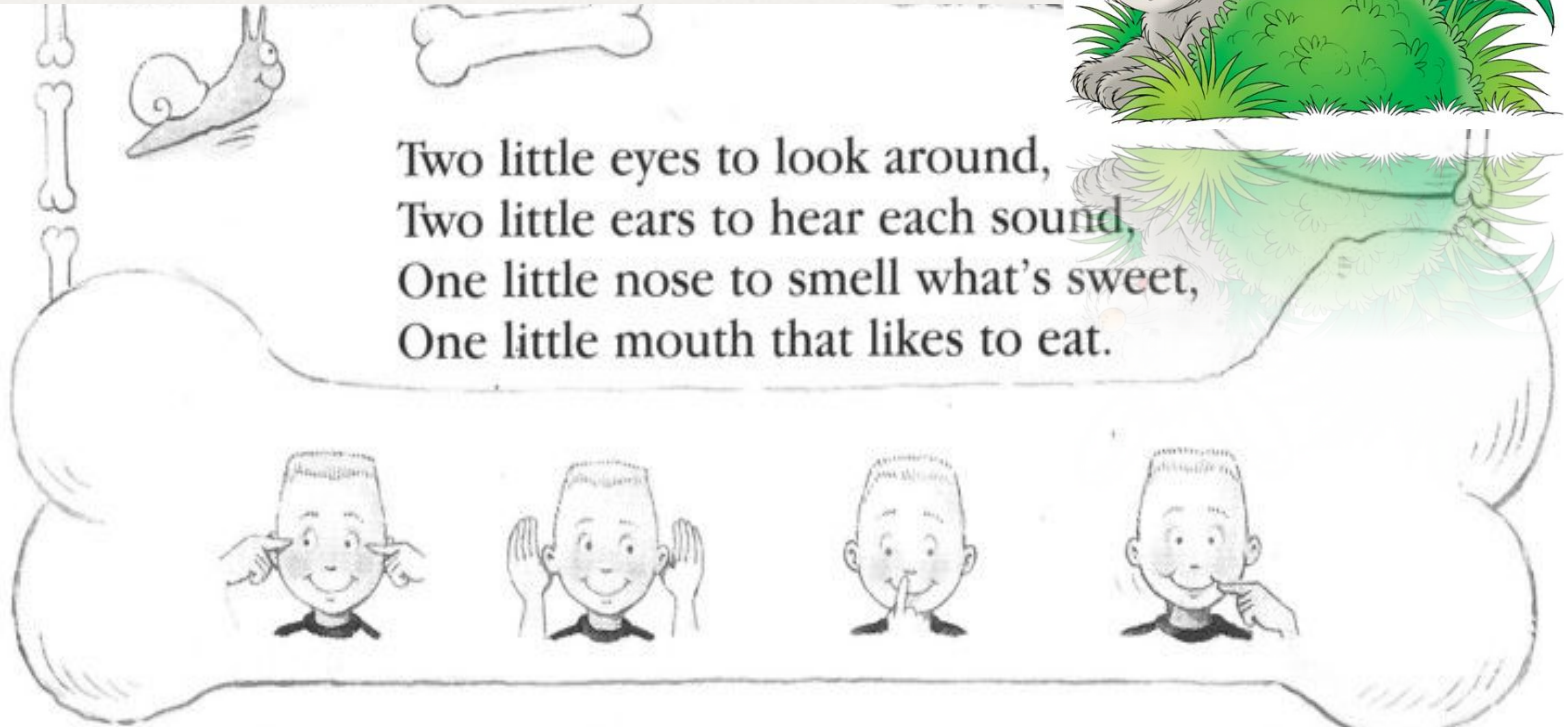 Two little eyes to look around,
Two little ears to hear each sound,
One little nose to smell what's sweet,
One little mouth that likes to eat.